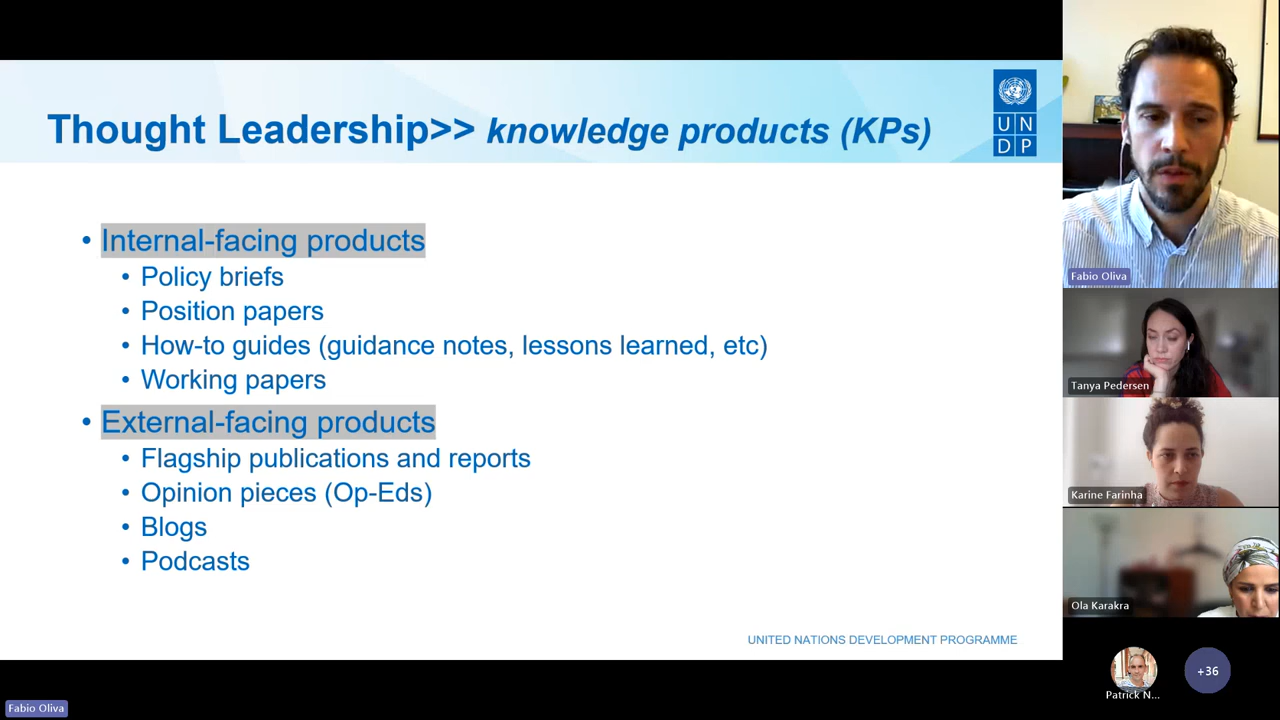 Thought Leadership>> knowledge products (KPs)
U N
D P
• Internal-facing products
• Policy briefs
• Position papers
• How-to guides (guidance notes, lessons learned, etc)
• Working papers
• External-facing products
• Flagship publications and reports
• Opinion pieces (Op-Eds)
• Blogs
• Podcasts
UNITED NATIONS DEVELOPMENT PROGRAMME
Fabio Oliva
Tanya Pedersen
Karine Farinha
Ola Karakra
Patrick N...
+36
Fabio Oliva